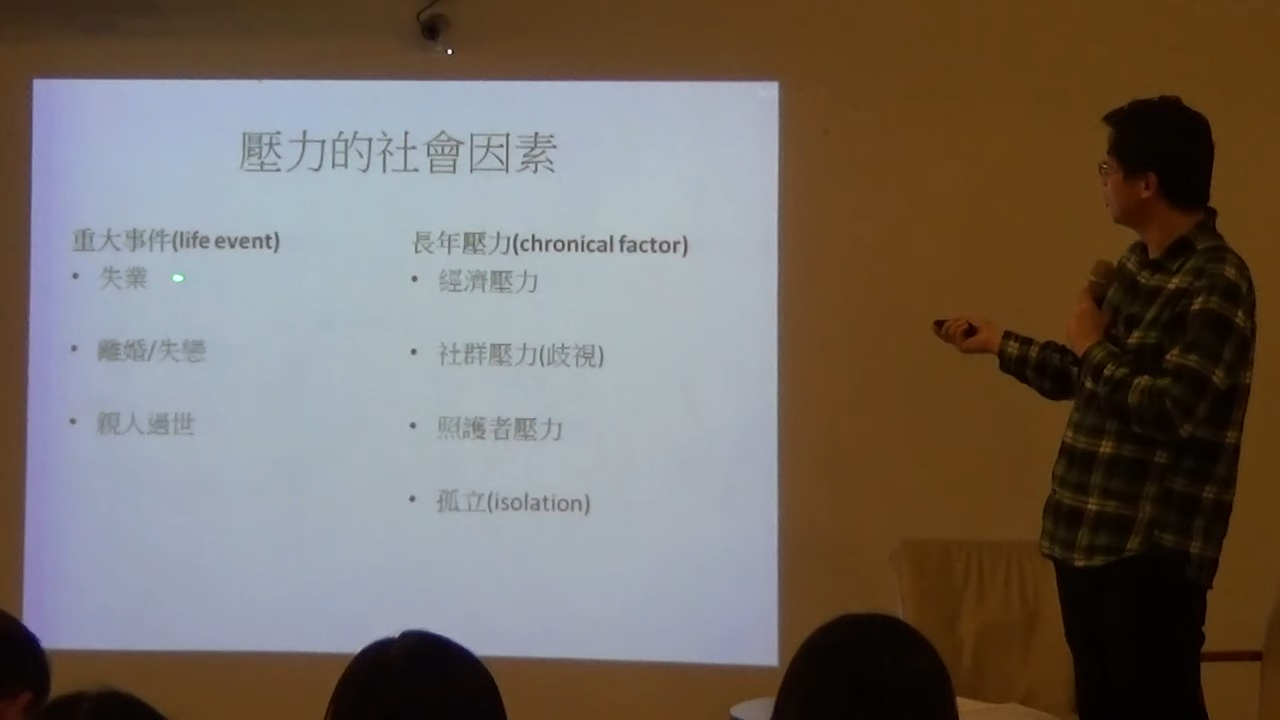 壓力的社會因素
重大事件(life event)
• 失業
• 離婚/失戀
• 親人過世
長年壓力(chronical factor)
• 經濟壓力
• 社群壓力(歧視)
• 照護者壓力
• 孤立(isolation)